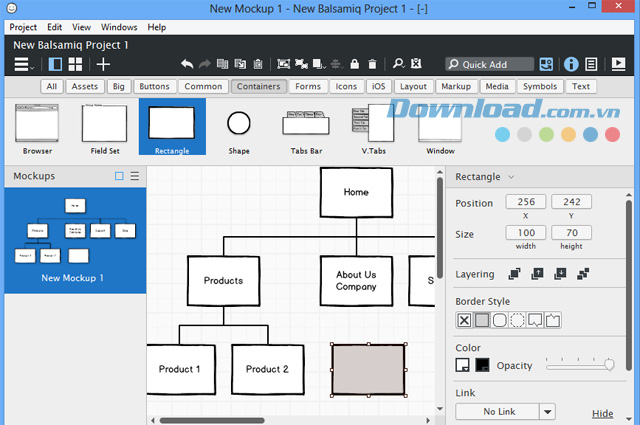 New Mockup 1 - New Balsamiq Project 1 - [-]
Project Edit View Windows Help
New Balsamiq Project 1
Quick Add
All Assets Big Buttons Common Containers Forms Icons iOS Layout Markup Media Symbols Text
Download.com.vn
Browser Field Set Rectangle Shape Tabs Bar V.Tabs Window
Mockups
New Mockup 1
Home
Products
About Us
Company
S
Product 1
Product 2
Rectangle
Position 256 242
X Y
Size 100 70
width height
Layering
Border Style
Color
Opacity
Link
No Link
Hide